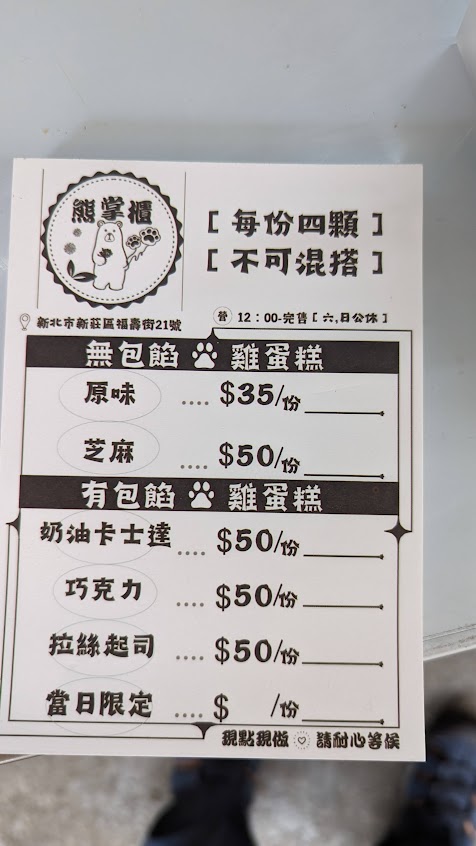 熊掌櫃
[ 每份四顆 ]
[ 不可混搭 ]
新北市新莊區福壽街21號
營 12：00-完售 [ 六,日公休 ]
無包餡 雞蛋糕
原味 .... $35/份
芝麻 .... $50/份
有包餡 雞蛋糕
奶油卡士達 .... $50/份
巧克力 .... $50/份
拉絲起司 .... $50/份
當日限定 .... $ /份
現點現做 請耐心等候